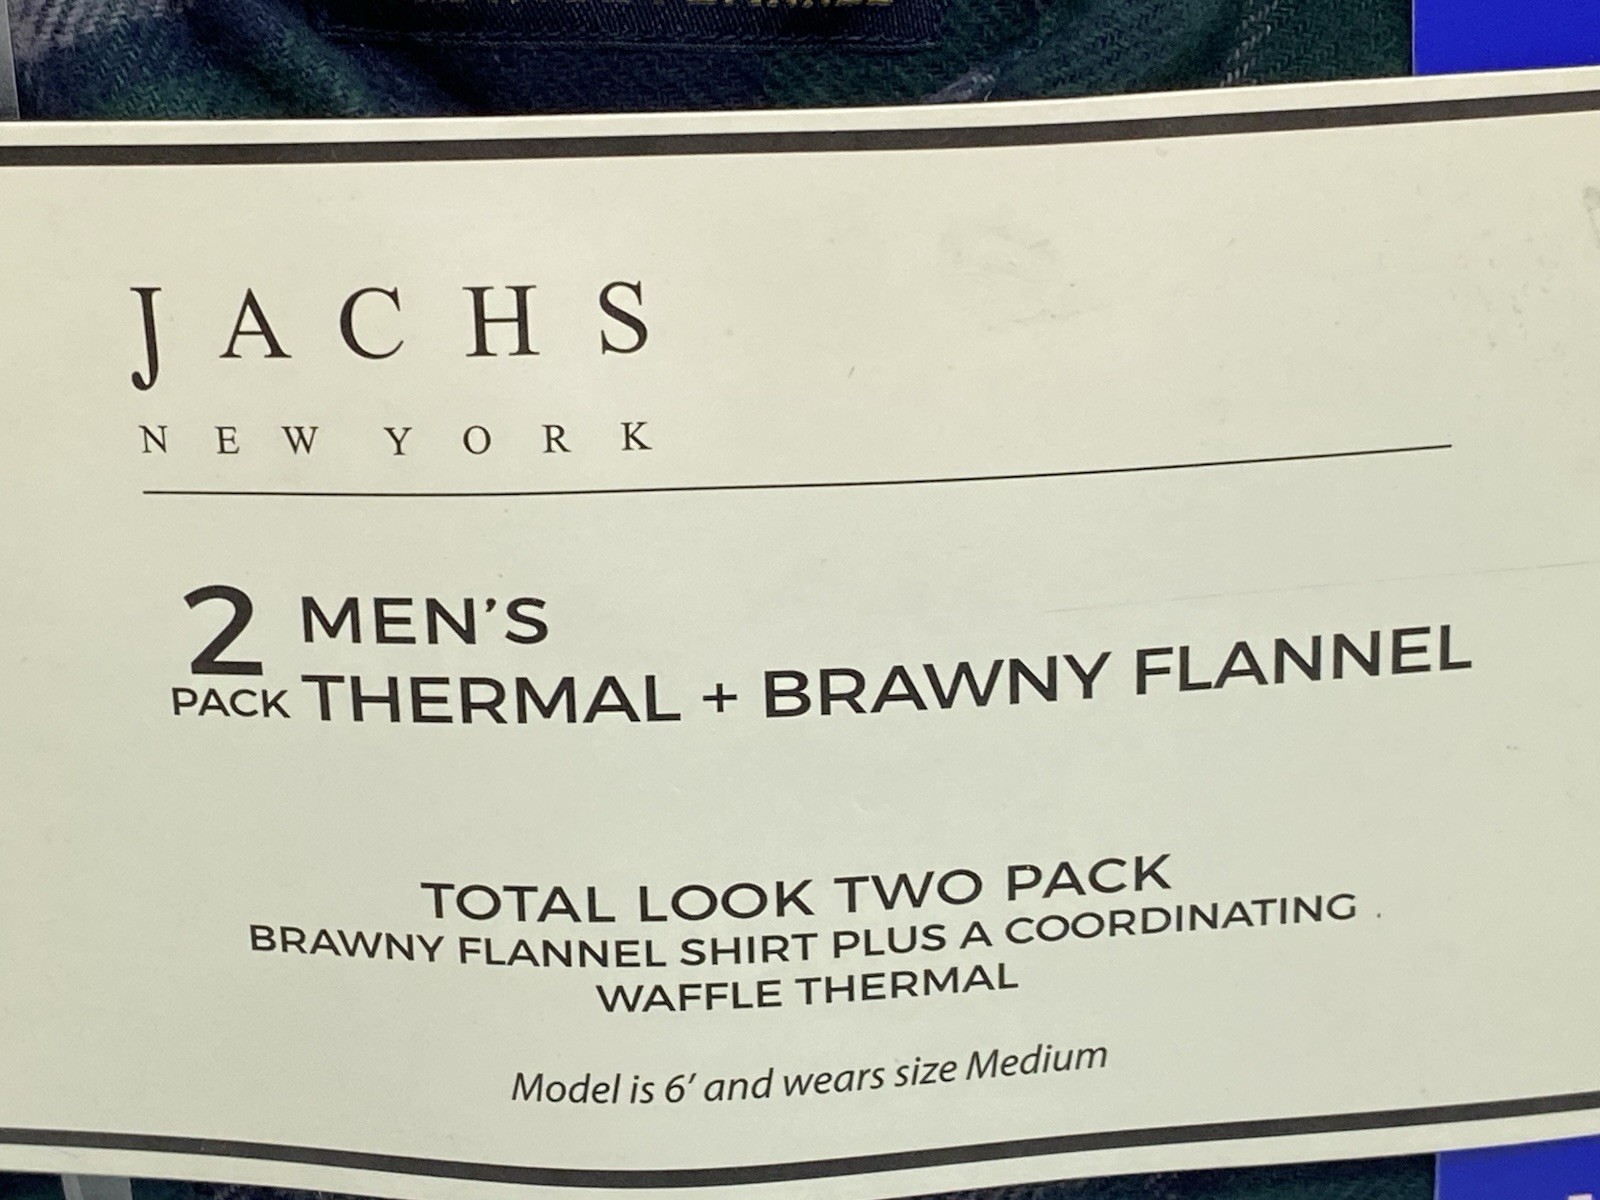 JACHS
NEW YORK
2 PACK
MEN'S
THERMAL + BRAWNY FLANNEL
TOTAL LOOK TWO PACK
BRAWNY FLANNEL SHIRT PLUS A COORDINATING .
WAFFLE THERMAL
Model is 6' and wears size Medium